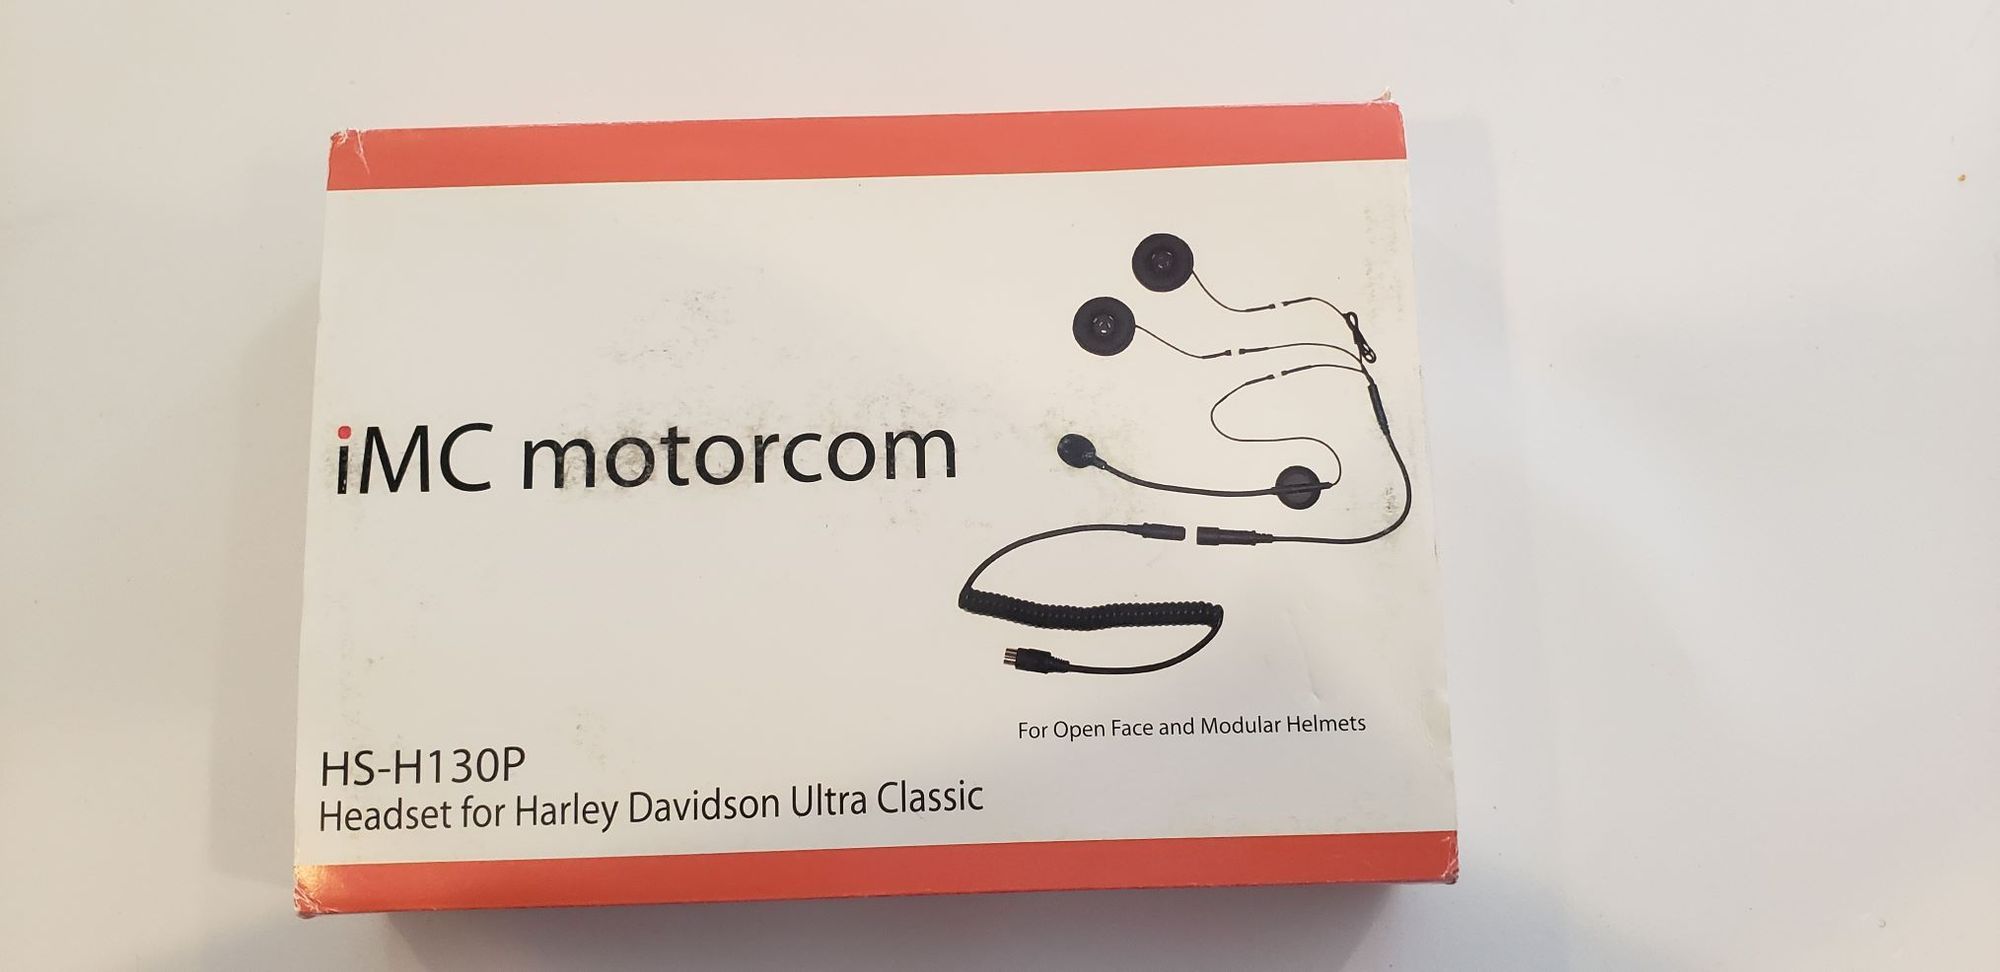 iMC motorcom
For Open Face and Modular Helmets
HS-H130P
Headset for Harley Davidson Ultra Classic